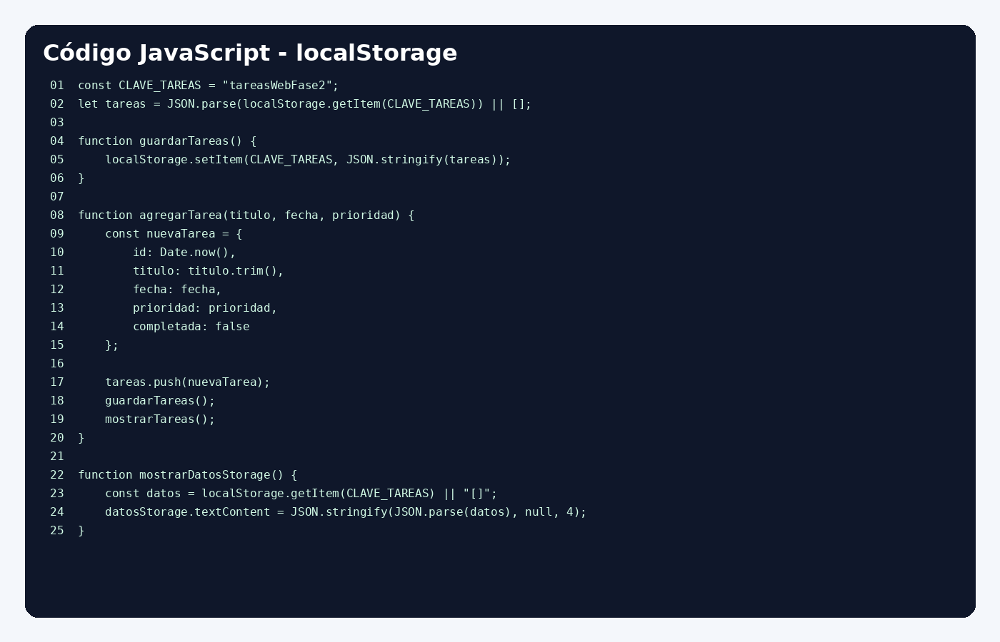 Código JavaScript - localStorage
01  const CLAVE_TAREAS = "tareasWebFase2";
02  let tareas = JSON.parse(localStorage.getItem(CLAVE_TAREAS)) || [];
03
04  function guardarTareas() {
05      localStorage.setItem(CLAVE_TAREAS, JSON.stringify(tareas));
06  }
07
08  function agregarTarea(titulo, fecha, prioridad) {
09      const nuevaTarea = {
10          id: Date.now(),
11          titulo: titulo.trim(),
12          fecha: fecha,
13          prioridad: prioridad,
14          completada: false
15      };
16
17      tareas.push(nuevaTarea);
18      guardarTareas();
19      mostrarTareas();
20  }
21
22  function mostrarDatosStorage() {
23      const datos = localStorage.getItem(CLAVE_TAREAS) || "[]";
24      datosStorage.textContent = JSON.stringify(JSON.parse(datos), null, 4);
25  }